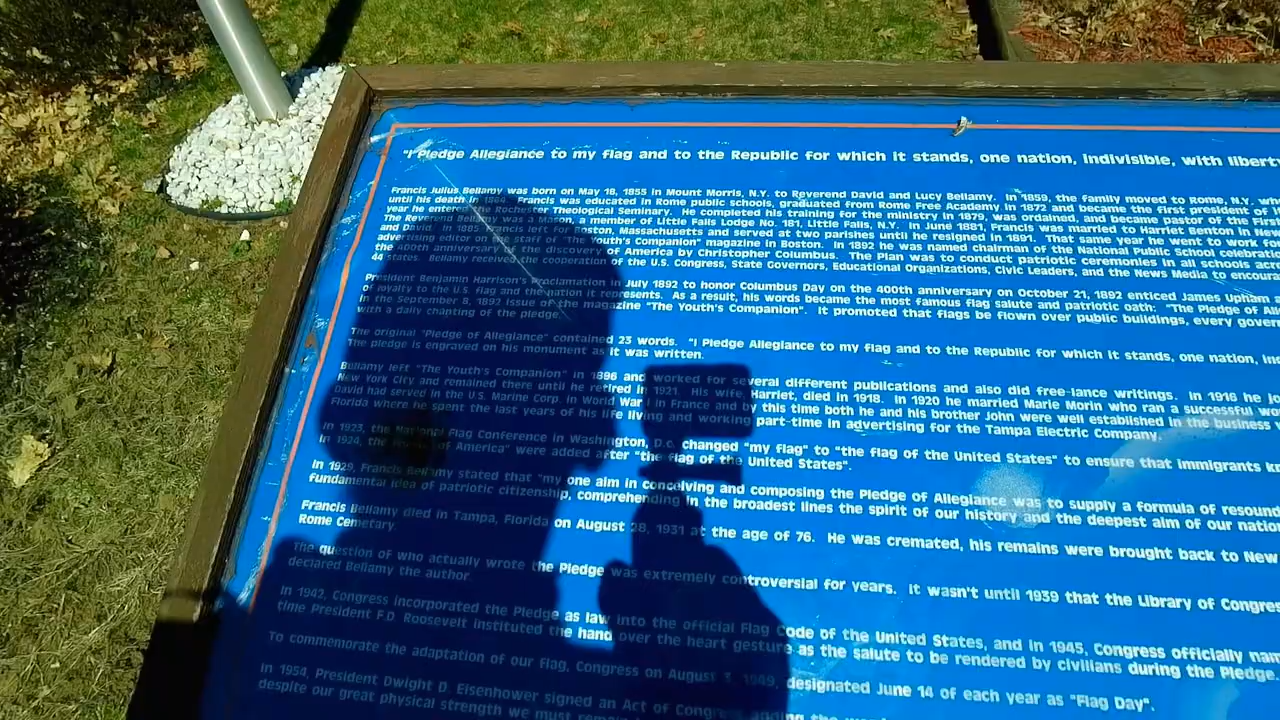 "I Pledge Allegiance to my flag and to the Republic for which it stands, one nation, indivisible, with liberty
Francis Julius Bellamy was born on May 18, 1855 in Mount Morris, N.Y. to Reverend David and Lucy Bellamy. In 1859, the family moved to Rome, N.Y. wh
until his death in 1864. Francis was educated in Rome public schools, graduated from Rome Free Academy in 1872 and became the first president of
year he entered the Rochester Theological Seminary. He completed his training for the ministry in 1879, was ordained, and became pastor of the First
The Reverend Bellamy was a Mason, a member of Little Falls Lodge No. 181, Little Falls, N.Y. In June 1881, Francis was married to Harriet Benton in New
and David. In 1885 Francis left for Boston, Massachusetts and served at two parishes until he resigned in 1891. That same year he went to work for
advertising editor on the staff of "The Youth's Companion" magazine in Boston. In 1892 he was named chairman of the National Public School celebratio
the 400th anniversary of the discovery of America by Christopher Columbus. The Plan was to conduct patriotic ceremonies in all schools acros
44 states. Bellamy received the cooperation of the U.S. Congress, State Governors, Educational Organizations, Civic Leaders, and the News Media to encour
President Benjamin Harrison's Proclamation in July 1892 to honor Columbus Day on the 400th anniversary on October 21, 1892 enticed James Upham
of loyalty to the U.S. flag and the nation it represents. As a result, his words became the most famous flag salute and patriotic oath: "The Pledge of All
in the September 8, 1892 issue of the magazine "The Youth's Companion". It promoted that flags be flown over public buildings, every gover
with a daily chanting of the pledge.
The original "Pledge of Allegiance" contained 23 words. "I Pledge Allegiance to my flag and to the Republic for which it stands, one nation, ind
The pledge is engraved on his monument as it was written.
Bellamy left "The Youth's Companion" in 1896 and worked for several different publications and also did free-lance writings. In 1916 he jo
New York City and remained there until he retired in 1921. His wife, Harriet, died in 1918. In 1920 he married Marie Morin who ran a successful wo
David had served in the U.S. Marine Corp. in World War I in France and by this time both he and his brother John were well established in the business
Florida where he spent the last years of his life living and working part-time in advertising for the Tampa Electric Company.
In 1923, the National Flag Conference in Washington, D.C. changed "my flag" to "the flag of the United States" to ensure that immigrants kn
In 1924, the of America" were added after "the flag of the United States".
In 1929, Francis Bellamy stated that "my one aim in conceiving and composing the Pledge of Allegiance was to supply a formula of resound
fundamental idea of patriotic citizenship, comprehending in the broadest lines the spirit of our history and the deepest aim of our natio
Francis Bellamy died in Tampa, Florida on August 28, 1931 at the age of 76. He was cremated, his remains were brought back to New
Rome Cemetary.
The question of who actually wrote the Pledge was extremely controversial for years. It wasn't until 1939 that the Library of Congres
declared Bellamy the author.
In 1942, Congress incorporated the Pledge as law into the official Flag Code of the United States, and in 1945, Congress officially nam
time President F.D. Roosevelt instituted the hand over the heart gesture as the salute to be rendered by civilians during the Pledge.
To commemorate the adaptation of our flag, Congress on August 3, 1949, designated June 14 of each year as "Flag Day".
In 1954, President Dwight D. Eisenhower signed an Act of Congress adding the
despite our great physical strength we must remain